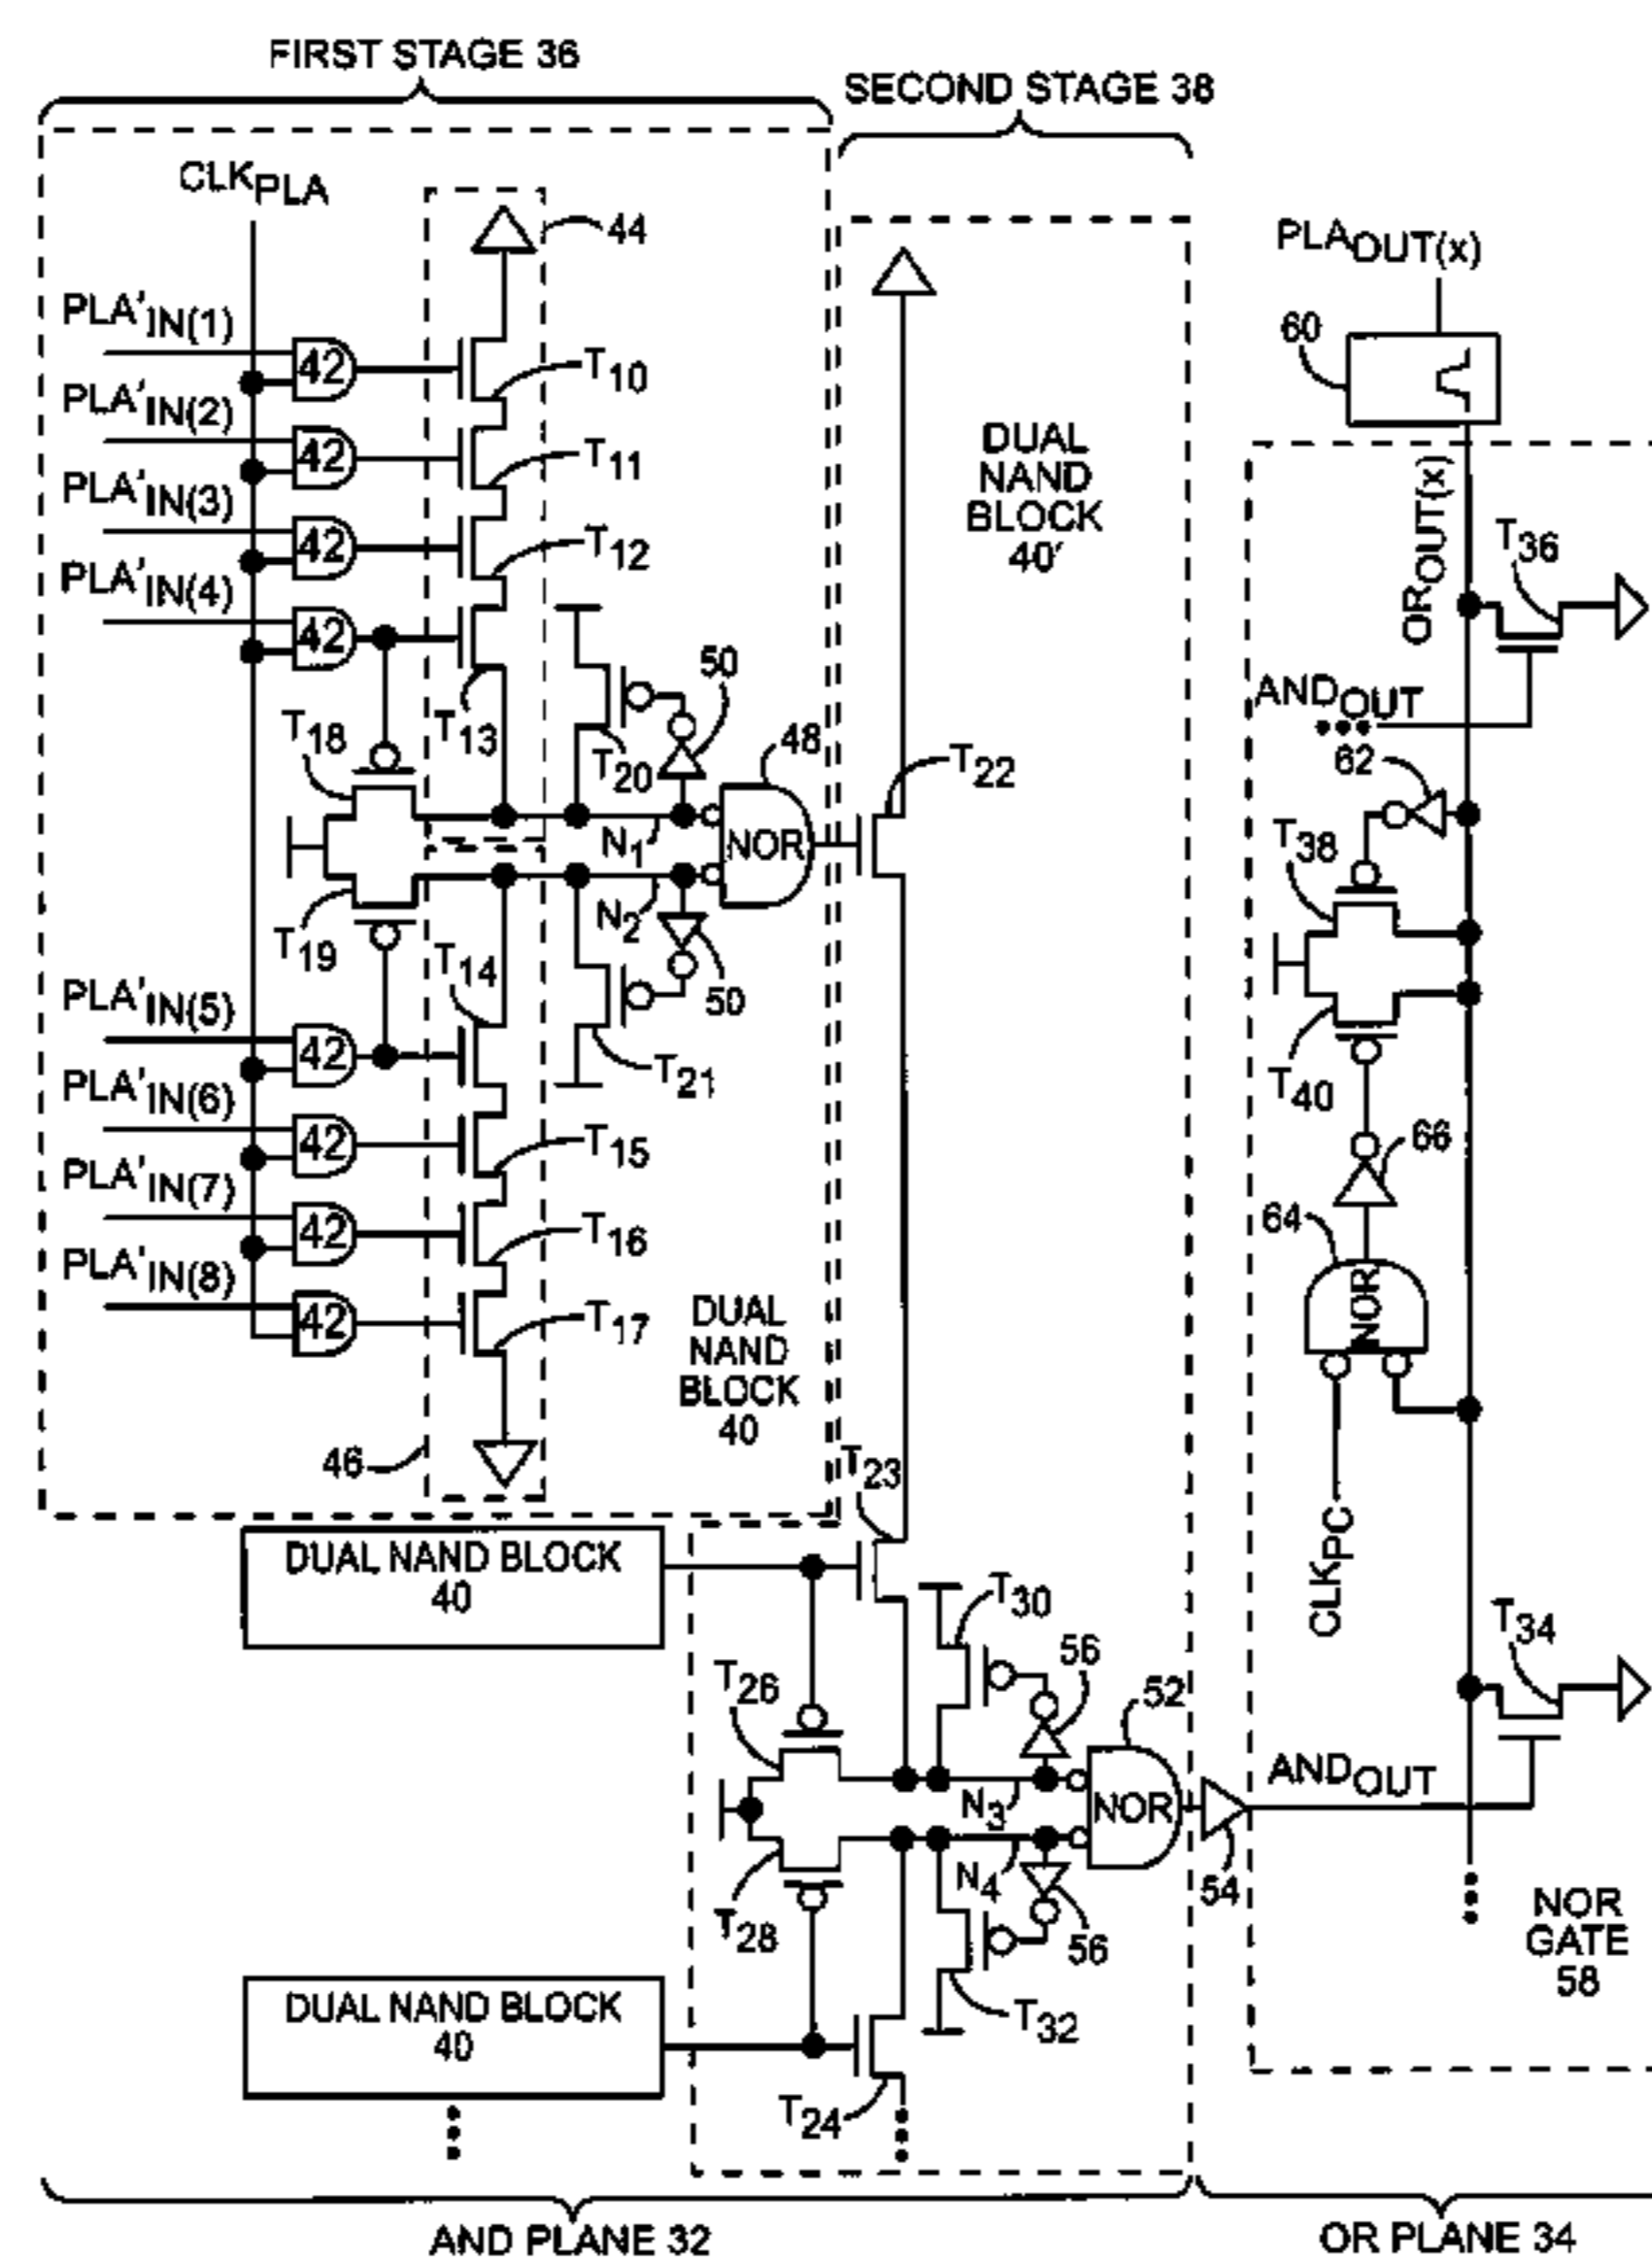 FIRST STAGE 36
SECOND STAGE 38
CLKPLA
44
PLA'IN(1)
42
T10
PLA'IN(2)
42
T11
PLA'IN(3)
42
T12
PLA'IN(4)
42
T13
T18
T20
50
48
NOR
N1
N2
T19
T14
50
T21
PLA'IN(5)
42
PLA'IN(6)
42
T15
PLA'IN(7)
42
T16
PLA'IN(8)
42
T17
46
DUAL
NAND
BLOCK
40
DUAL
NAND
BLOCK
40'
T22
T23
DUAL NAND BLOCK
40
T30
56
52
T26
N3
NOR
N4
T28
56
T32
54
DUAL NAND BLOCK
40
T24
PLAOUT(x)
60
OROUT(x)
T36
ANDOUT
62
T38
T40
66
64
NOR
CLKPC
T34
ANDOUT
NOR
GATE
58
AND PLANE 32
OR PLANE 34